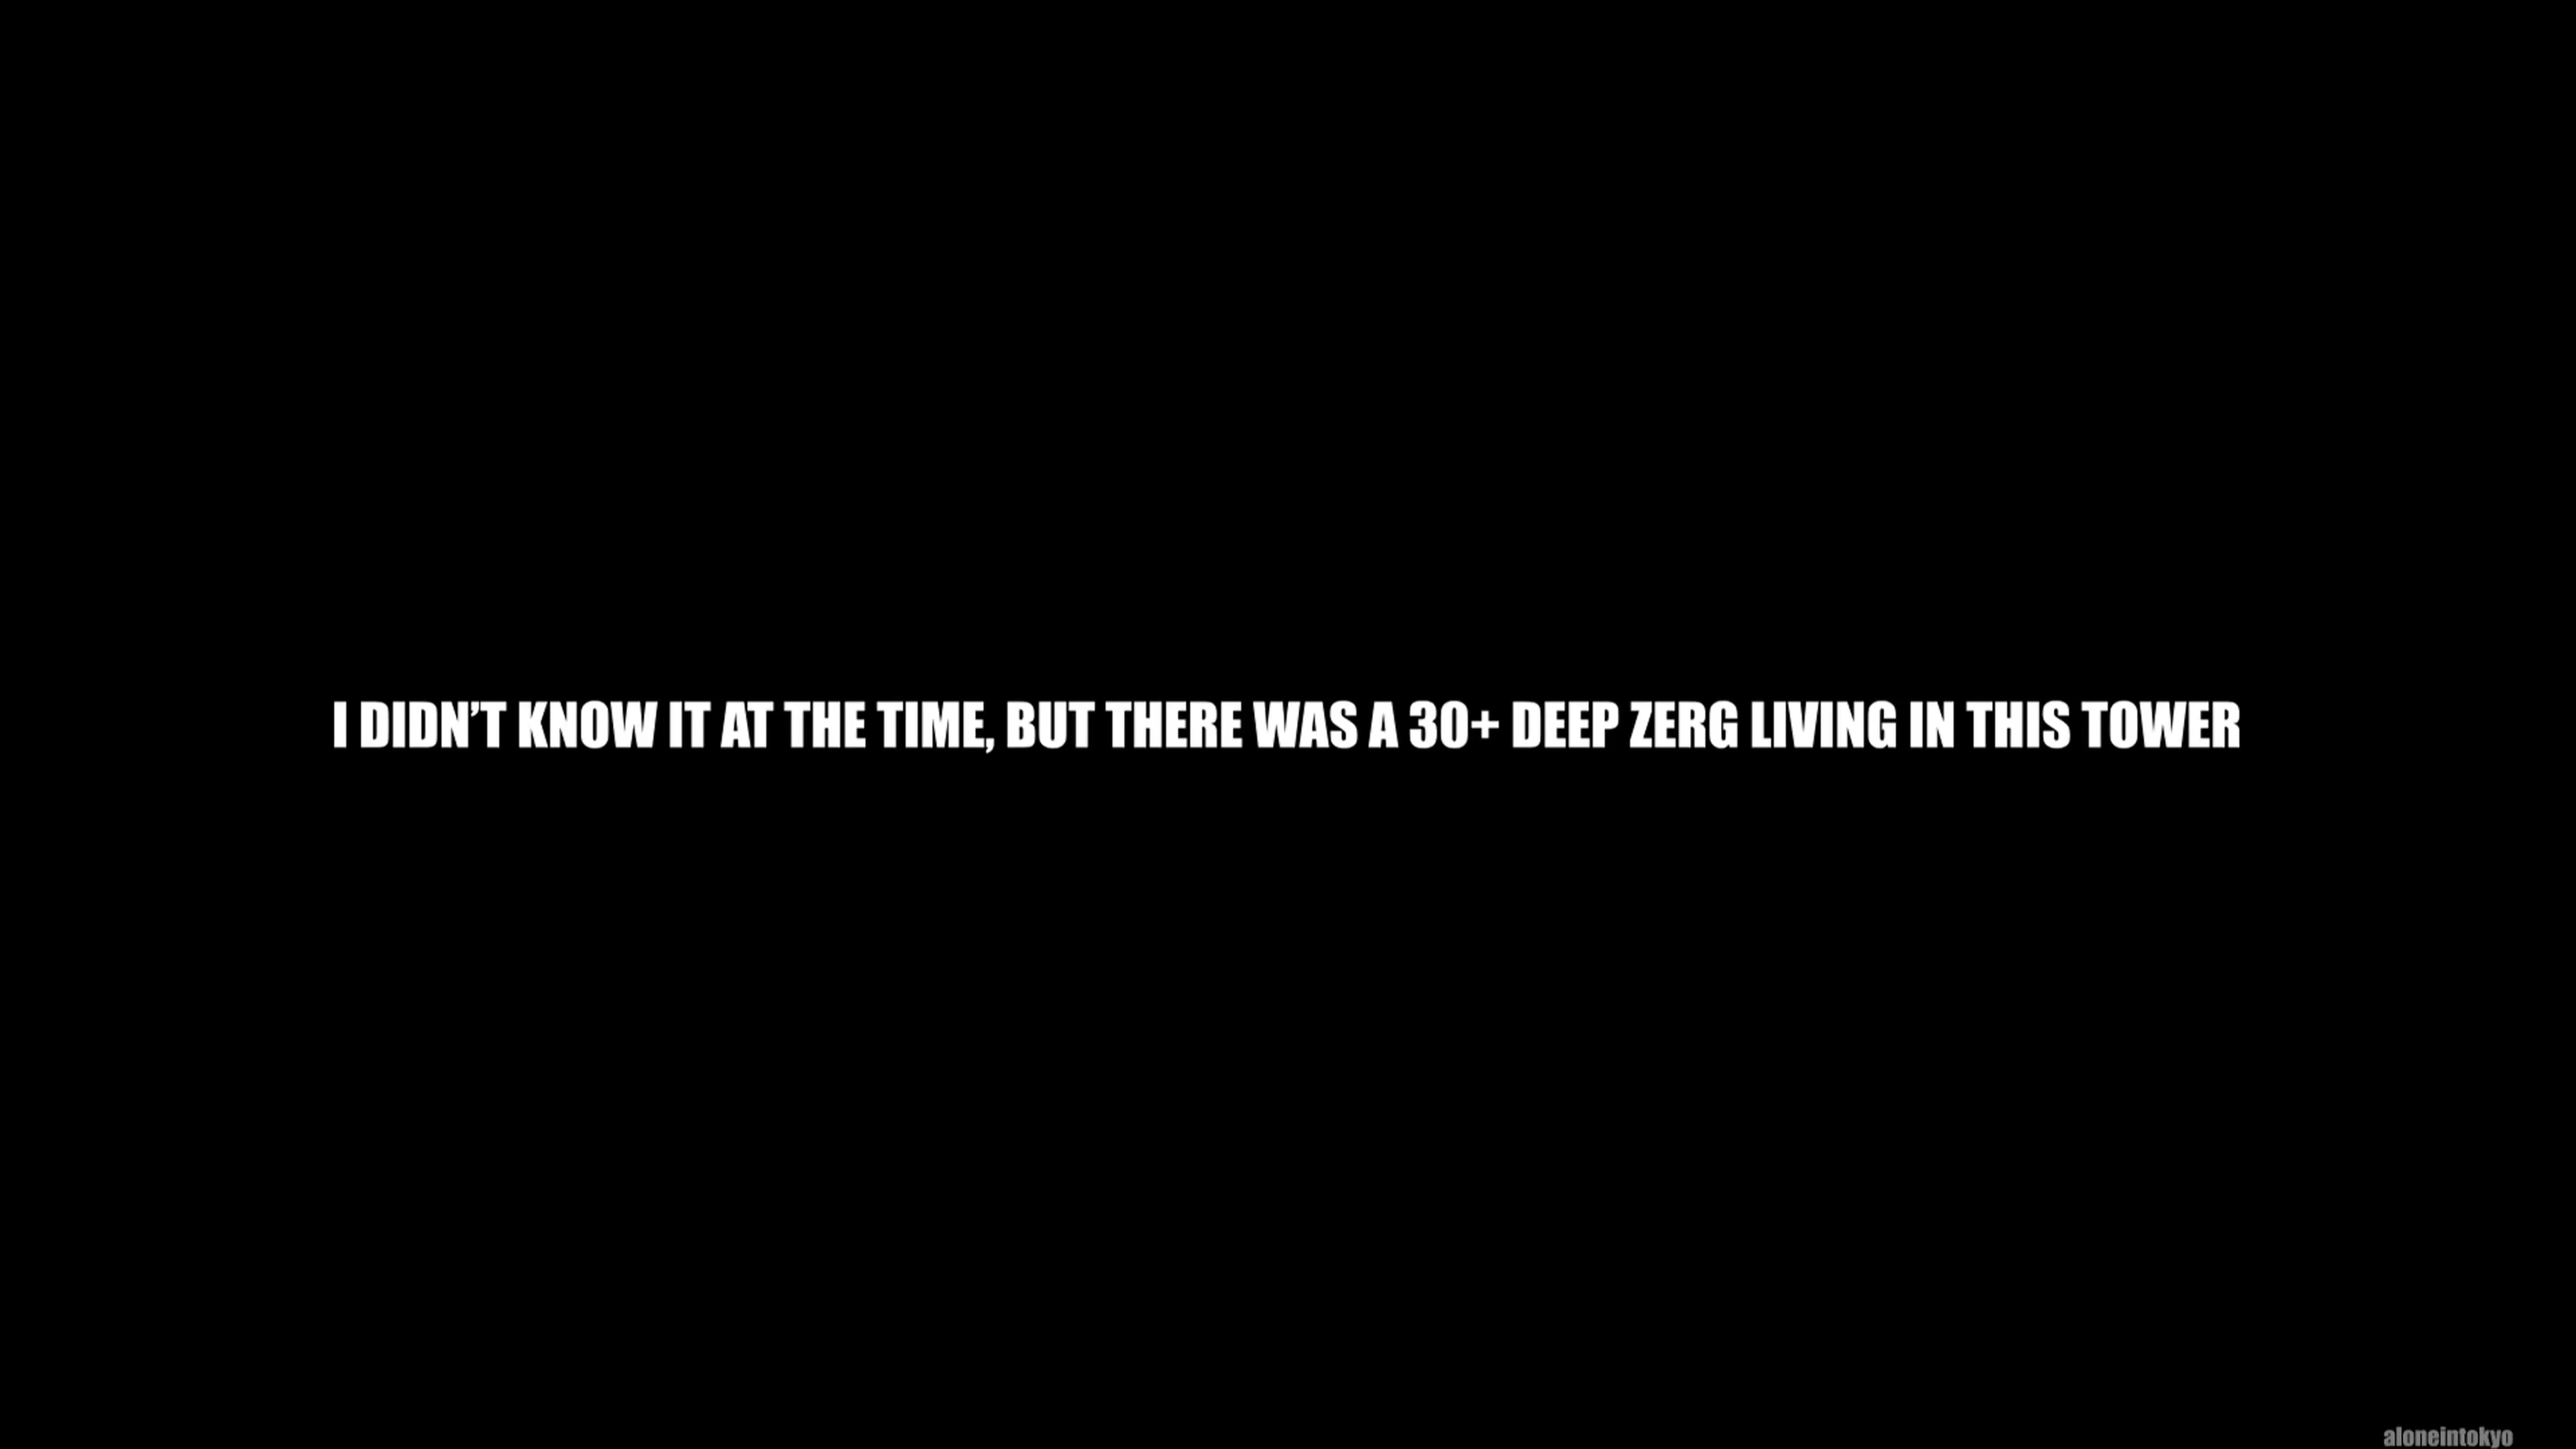 I DIDN’T KNOW IT AT THE TIME, BUT THERE WAS A 30+ DEEP ZERG LIVING IN THIS TOWER
aloneintokyo